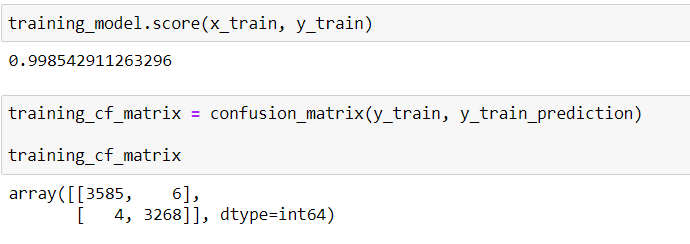 training_model.score(x_train, y_train)
0.998542911263296
training_cf_matrix = confusion_matrix(y_train, y_train_prediction)
training_cf_matrix
array([[3585,    6],
       [   4, 3268]], dtype=int64)